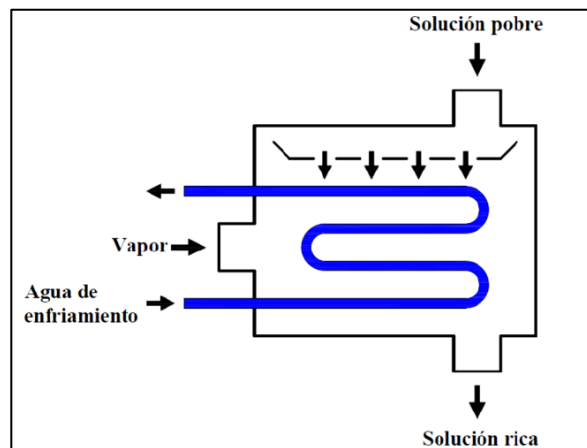 Solución pobre
Vapor
Agua de
enfriamiento
Solución rica